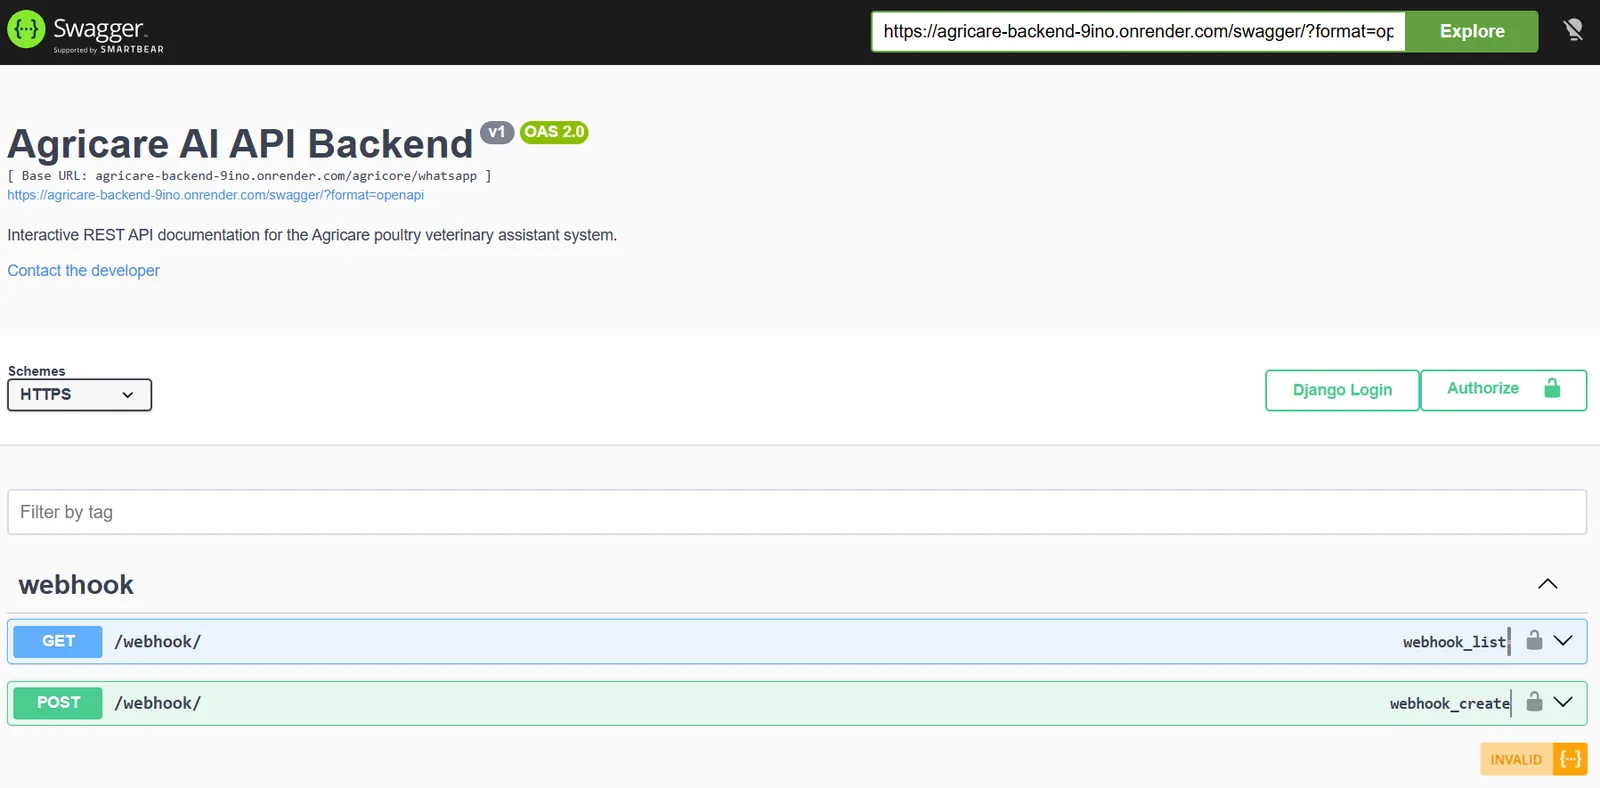 Swagger
Supported by SMARTBEAR
https://agricare-backend-9ino.onrender.com/swagger/?format=op
Explore
Agricare AI API Backend v1 OAS 2.0
[ Base URL: agricare-backend-9ino.onrender.com/agricore/whatsapp ]
https://agricare-backend-9ino.onrender.com/swagger/?format=openapi
Interactive REST API documentation for the Agricare poultry veterinary assistant system.
Contact the developer
Schemes
HTTPS
Django Login
Authorize
Filter by tag
webhook
GET /webhook/ webhook_list
POST /webhook/ webhook_create
INVALID {···}